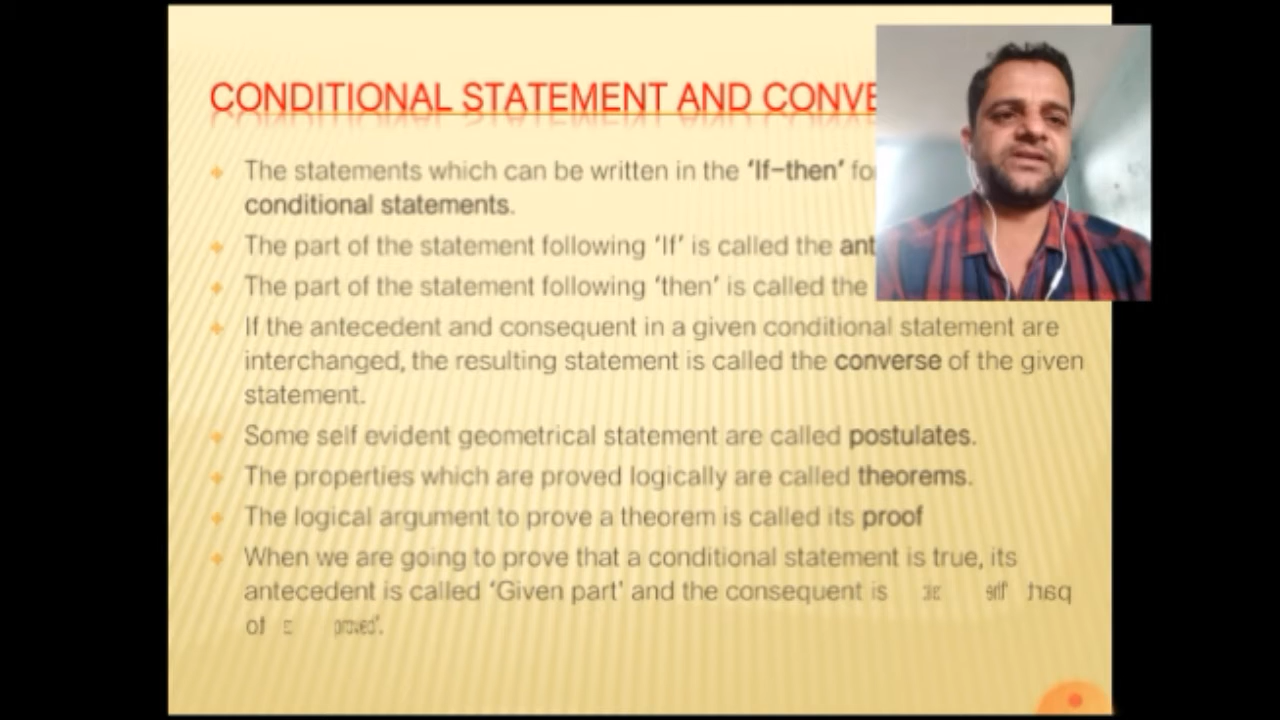 CONDITIONAL STATEMENT AND CONVE
The statements which can be written in the ‘If-then’ fo
conditional statements.
The part of the statement following ‘If’ is called the ant
The part of the statement following ‘then’ is called the
If the antecedent and consequent in a given conditional statement are
interchanged, the resulting statement is called the converse of the given
statement.
Some self evident geometrical statement are called postulates.
The properties which are proved logically are called theorems.
The logical argument to prove a theorem is called its proof
When we are going to prove that a conditional statement is true, its
antecedent is called ‘Given part’ and the consequent is
proved’.